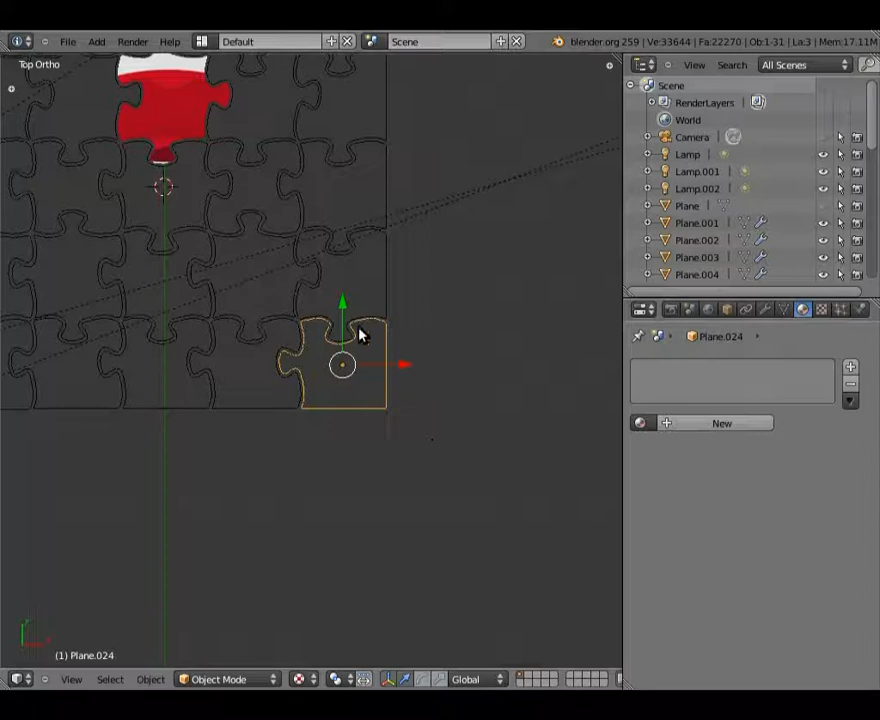 File Add Render Help Default Scene blender.org 259 | Ve:33644 | Fa:22270 | Ob:1-31 | La:3 | Mem:17.11M
Top Ortho
View Search All Scenes
Scene
RenderLayers
World
Camera
Lamp
Lamp.001
Lamp.002
Plane
Plane.001
Plane.002
Plane.003
Plane.004
Plane.024
New
(1) Plane.024
View Select Object Object Mode Global